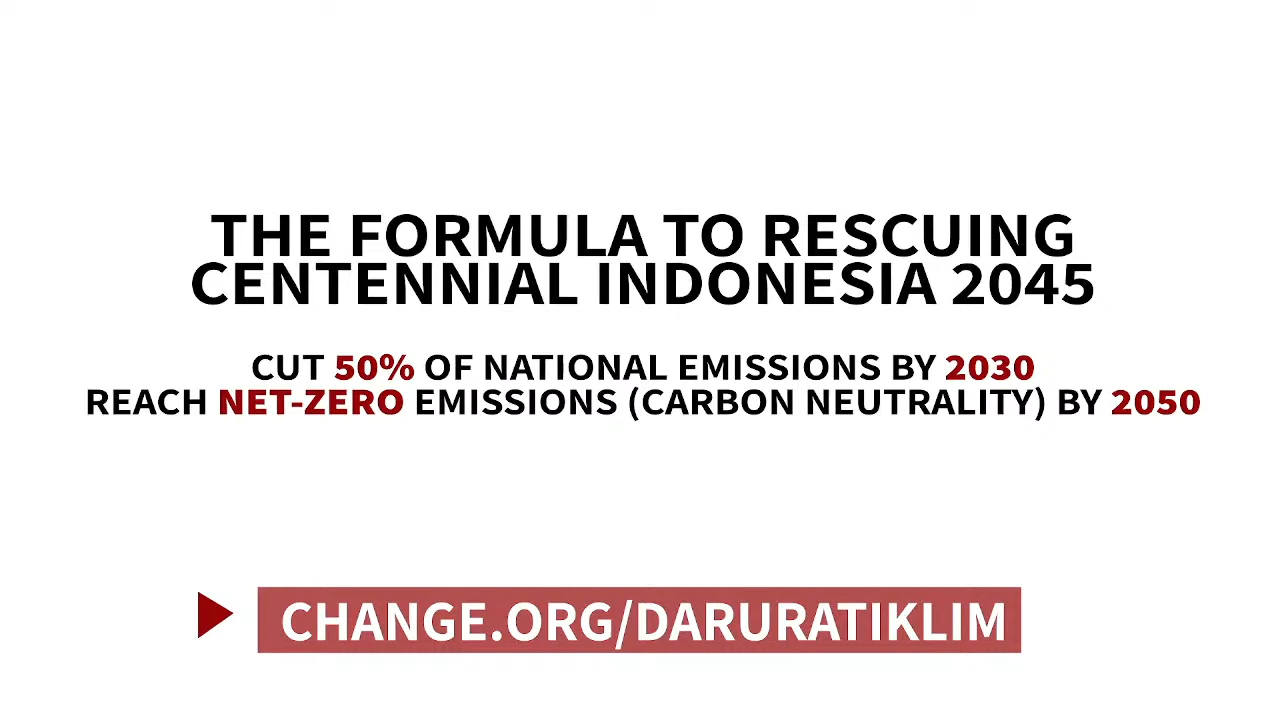 THE FORMULA TO RESCUING
CENTENNIAL INDONESIA 2045
CUT 50% OF NATIONAL EMISSIONS BY 2030
REACH NET-ZERO EMISSIONS (CARBON NEUTRALITY) BY 2050
CHANGE.ORG/DARURATIKLIM